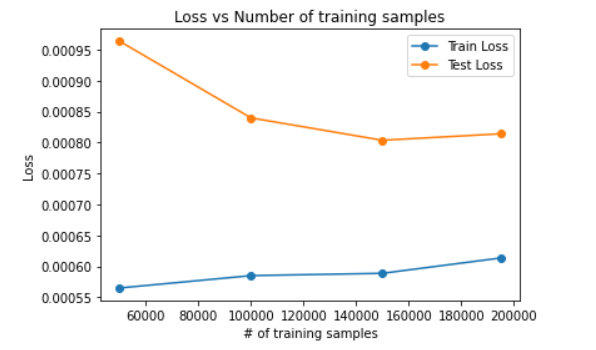 Loss vs Number of training samples
Train Loss
Test Loss
0.00095
0.00090
0.00085
0.00080
0.00075
0.00070
0.00065
0.00060
0.00055
Loss
60000 80000 100000 120000 140000 160000 180000 200000
# of training samples